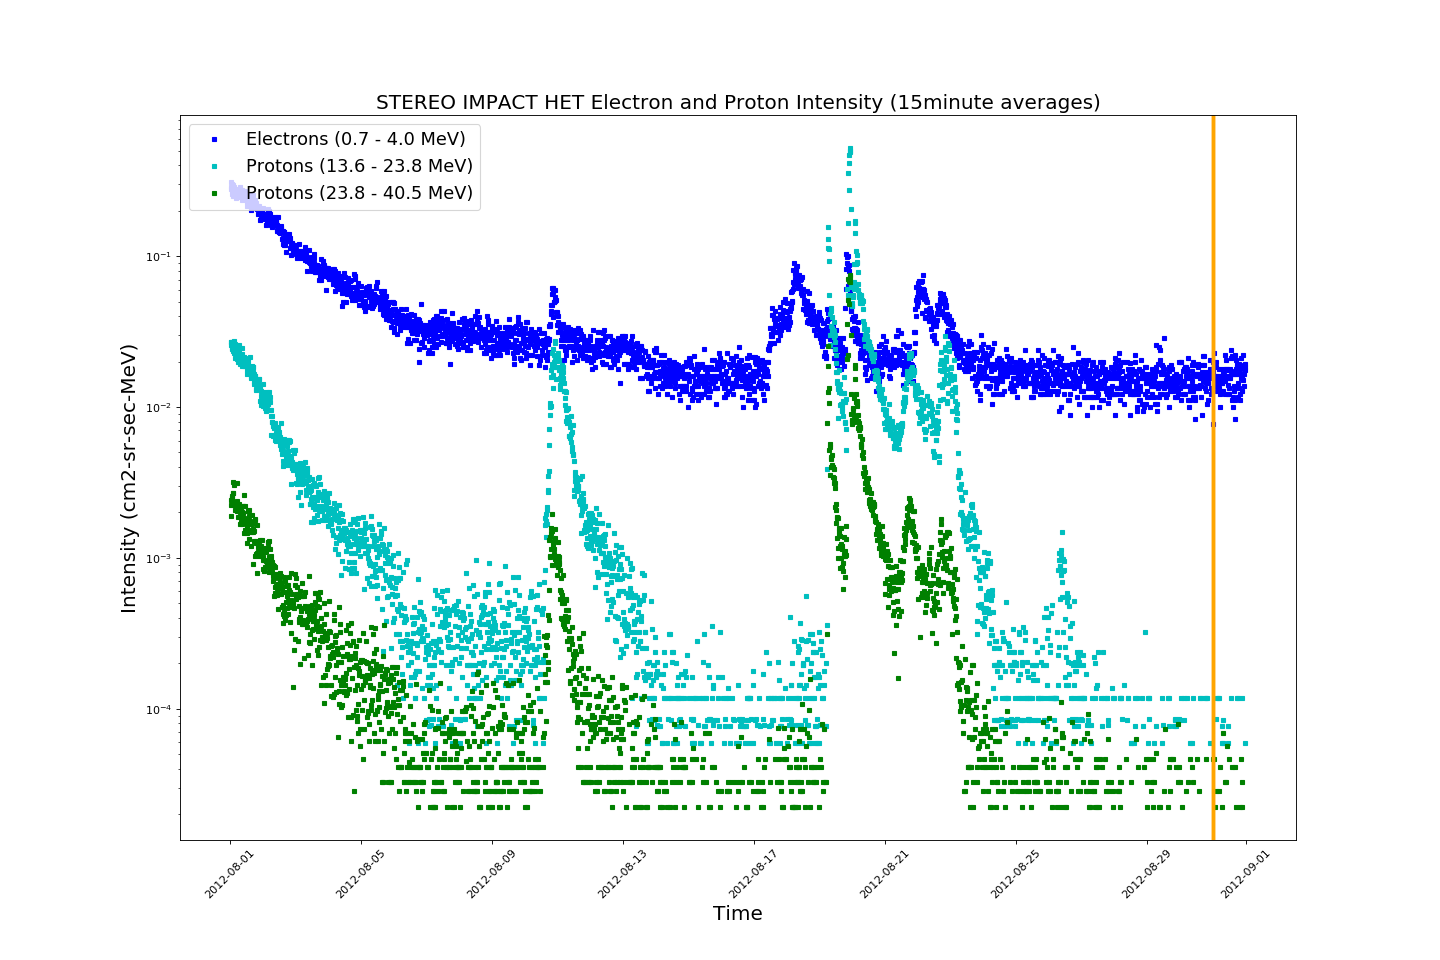 STEREO IMPACT HET Electron and Proton Intensity (15minute averages)
Electrons (0.7 - 4.0 MeV)
Protons (13.6 - 23.8 MeV)
Protons (23.8 - 40.5 MeV)
Intensity (cm2-sr-sec-MeV)
10⁻¹
10⁻²
10⁻³
10⁻⁴
2012-08-01
2012-08-05
2012-08-09
2012-08-13
2012-08-17
2012-08-21
2012-08-25
2012-08-29
2012-09-01
Time